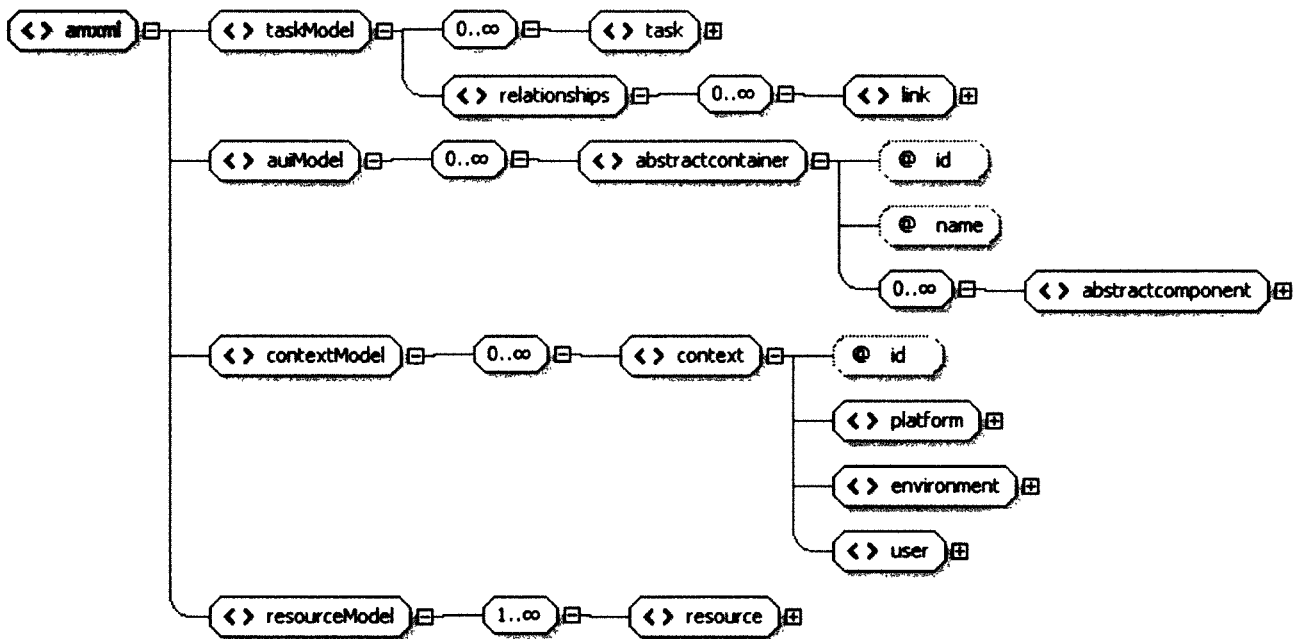 <> amxml
<> taskModel 0..∞ <> task
<> relationships 0..∞ <> link
<> auiModel 0..∞ <> abstractcontainer @ id
@ name
0..∞ <> abstractcomponent
<> contextModel 0..∞ <> context @ id
<> platform
<> environment
<> user
<> resourceModel 1..∞ <> resource